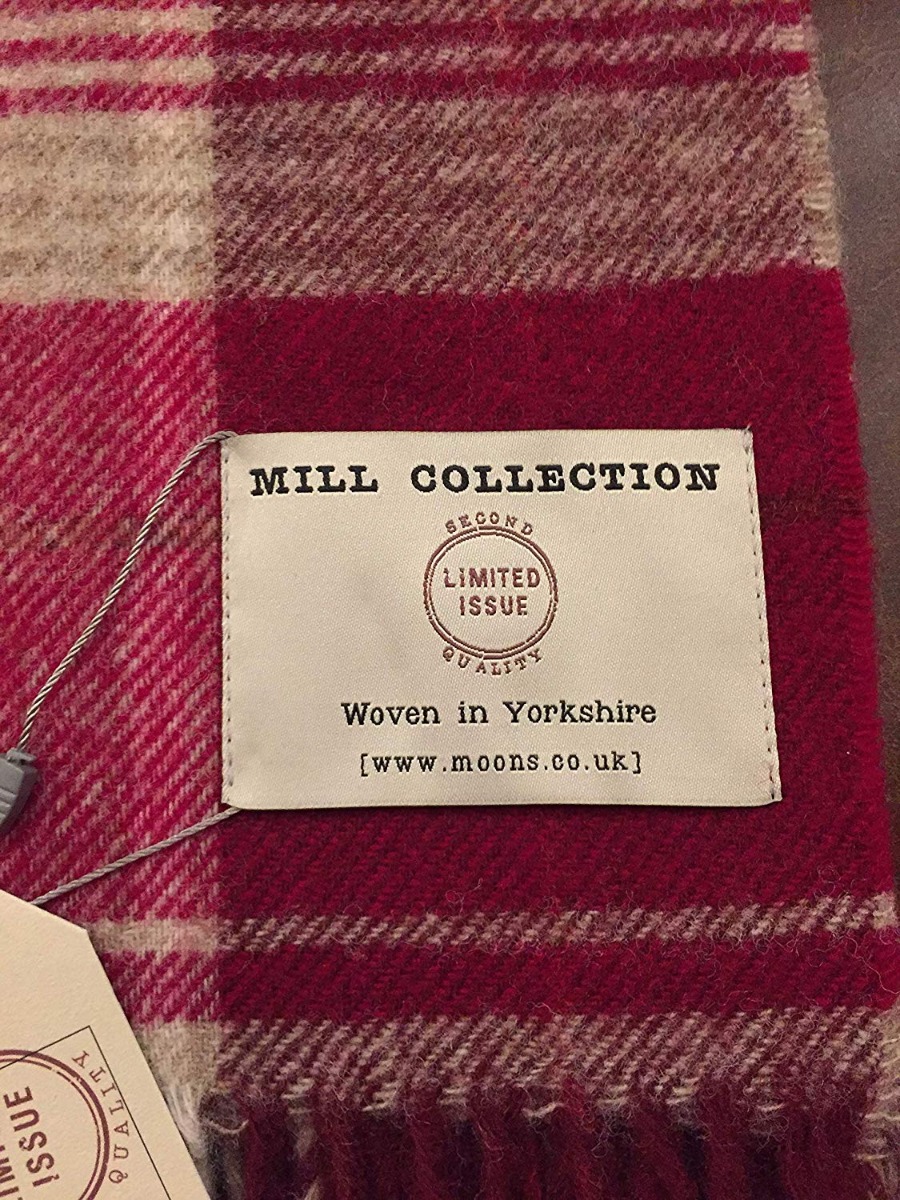 MILL COLLECTION
SECOND
LIMITED
ISSUE
QUALITY
Woven in Yorkshire
[www.moons.co.uk]
ISSUE
QUALITY